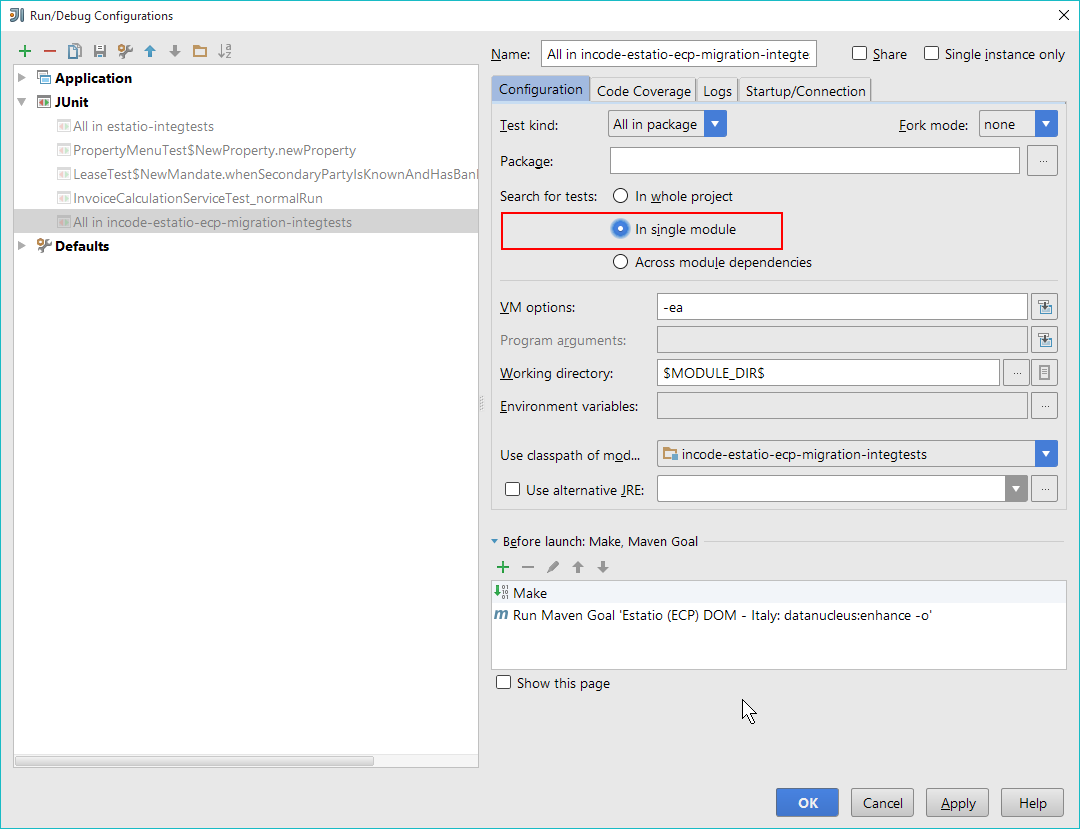 Run/Debug Configurations
Application
JUnit
All in estatio-integtests
PropertyMenuTest$NewProperty.newProperty
LeaseTest$NewMandate.whenSecondaryPartyIsKnownAndHasBanl
InvoiceCalculationServiceTest_normalRun
All in incode-estatio-ecp-migration-integtests
Defaults
Name: All in incode-estatio-ecp-migration-integte Share Single instance only
Configuration Code Coverage Logs Startup/Connection
Test kind: All in package Fork mode: none
Package: ...
Search for tests: In whole project
In single module
Across module dependencies
VM options: -ea
Program arguments:
Working directory: $MODULE_DIR$ ...
Environment variables: ...
Use classpath of mod... incode-estatio-ecp-migration-integtests
Use alternative JRE: ...
Before launch: Make, Maven Goal
Make
Run Maven Goal 'Estatio (ECP) DOM - Italy: datanucleus:enhance -o'
Show this page
OK Cancel Apply Help